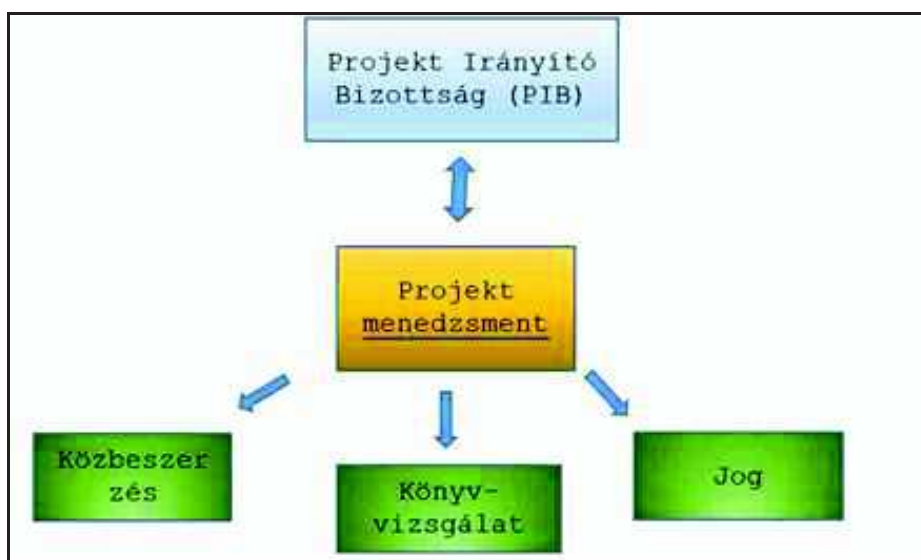 Projekt Irányító
Bizottság (PIB)
Projekt
menedzsment
Közbeszer
zés
Könyv-
vizsgálat
Jog